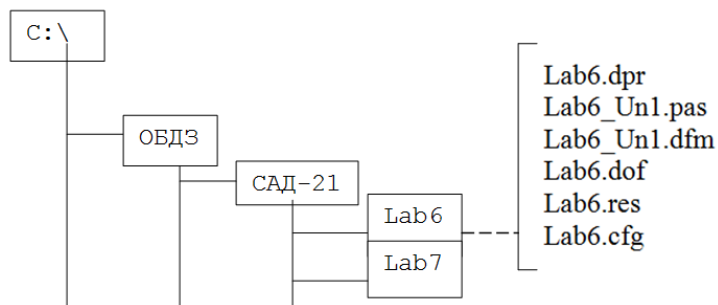 C:\
ОБДЗ
САД-21
Lab6
Lab7
Lab6.dpr
Lab6_Un1.pas
Lab6_Un1.dfm
Lab6.dof
Lab6.res
Lab6.cfg